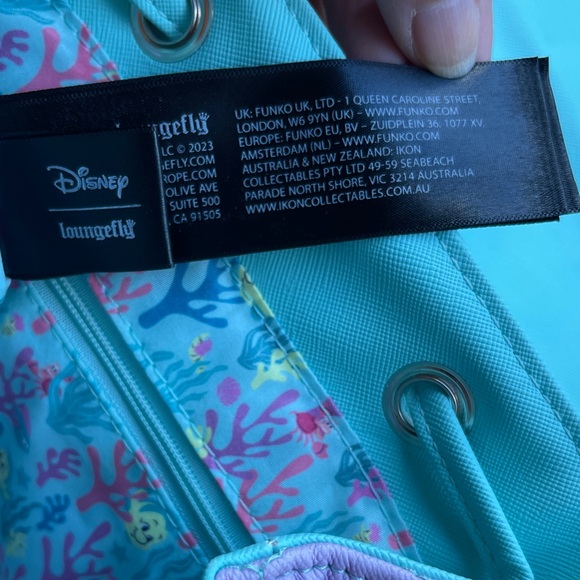 Disney
loungefly
ngefly
LC © 2023
EFLY.COM
ROPE.COM
OLIVE AVE
SUITE 500
CA 91505
UK: FUNKO UK, LTD - 1 QUEEN CAROLINE STREET,
LONDON, W6 9YN (UK) - WWW.FUNKO.COM
EUROPE: FUNKO EU, BV - ZUIDPLEIN 36, 1077 XV,
AMSTERDAM (NL) - WWW.FUNKO.COM
AUSTRALIA & NEW ZEALAND: IKON
COLLECTABLES PTY LTD 49-59 SEABEACH
PARADE NORTH SHORE, VIC 3214 AUSTRALIA
WWW.IKONCOLLECTABLES.COM.AU